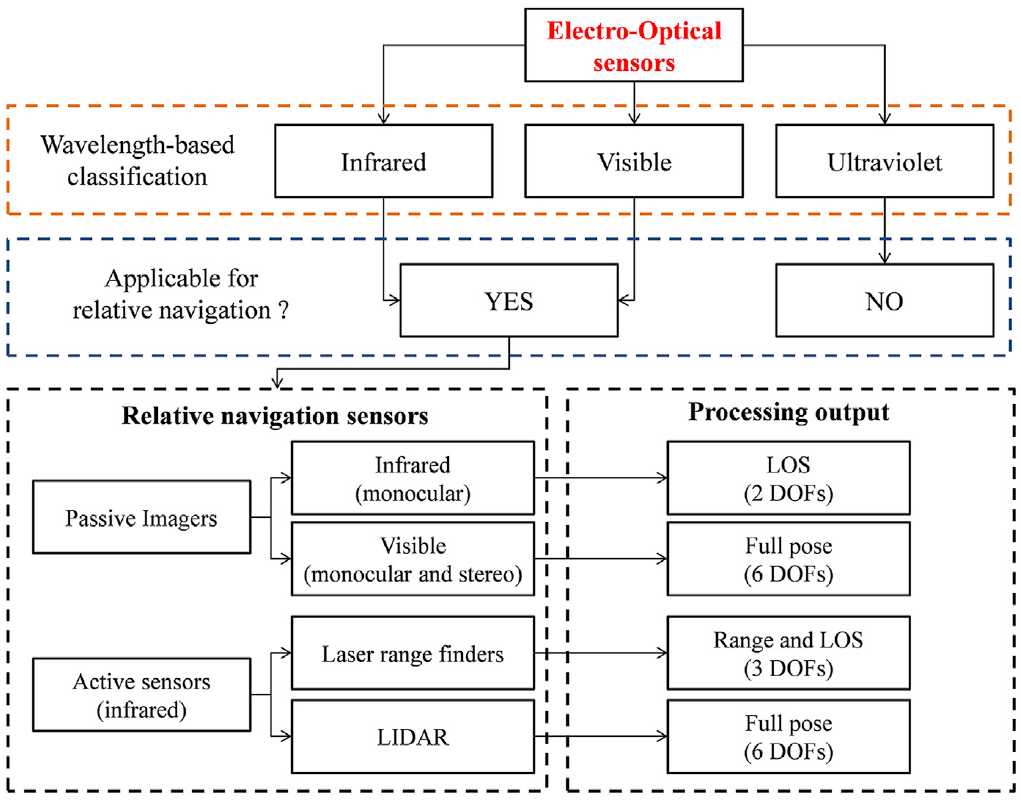 Electro-Optical
sensors
Wavelength-based
classification
Infrared
Visible
Ultraviolet
Applicable for
relative navigation ?
YES
NO
Relative navigation sensors
Processing output
Passive Imagers
Infrared
(monocular)
LOS
(2 DOFs)
Visible
(monocular and stereo)
Full pose
(6 DOFs)
Active sensors
(infrared)
Laser range finders
Range and LOS
(3 DOFs)
LIDAR
Full pose
(6 DOFs)